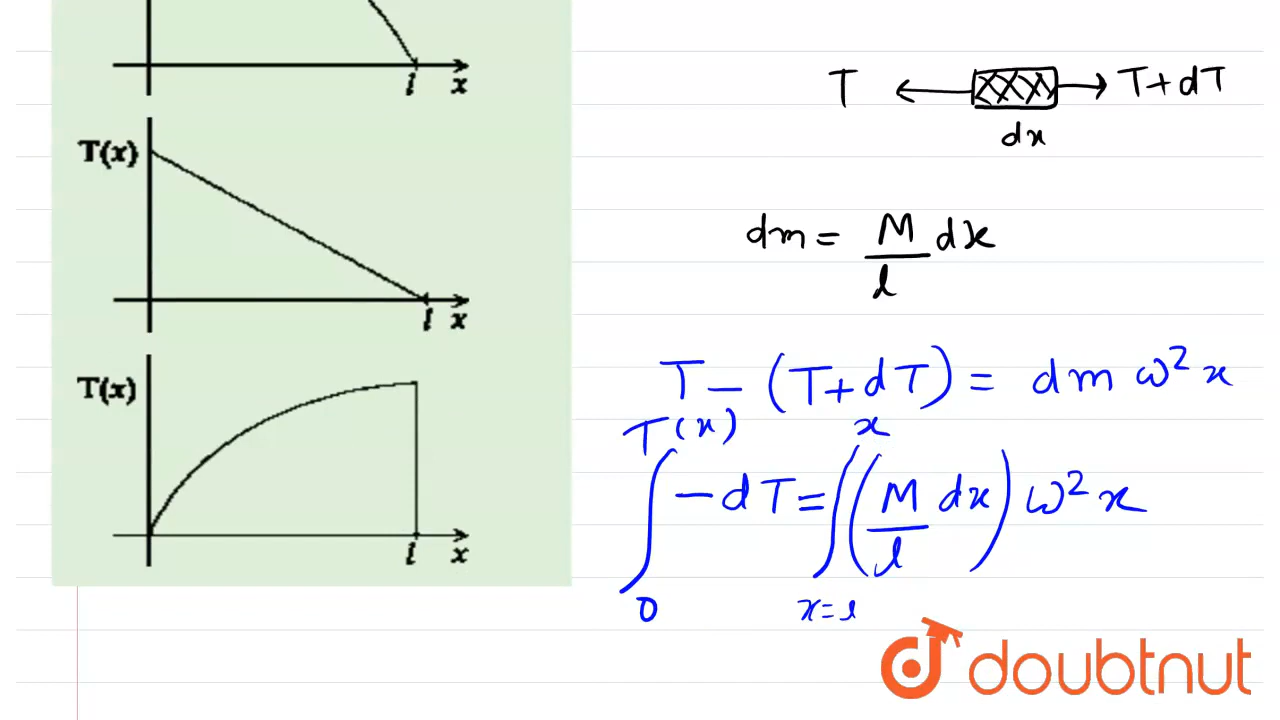 l x
T T+dT
dx
T(x)
dm = M/l dx
l x
T(x)
T – (T+dT) = dm ω² x
T(x) x
∫ –dT = ∫ (M/l dx) ω² x
0 x=l
l x
doubtnut